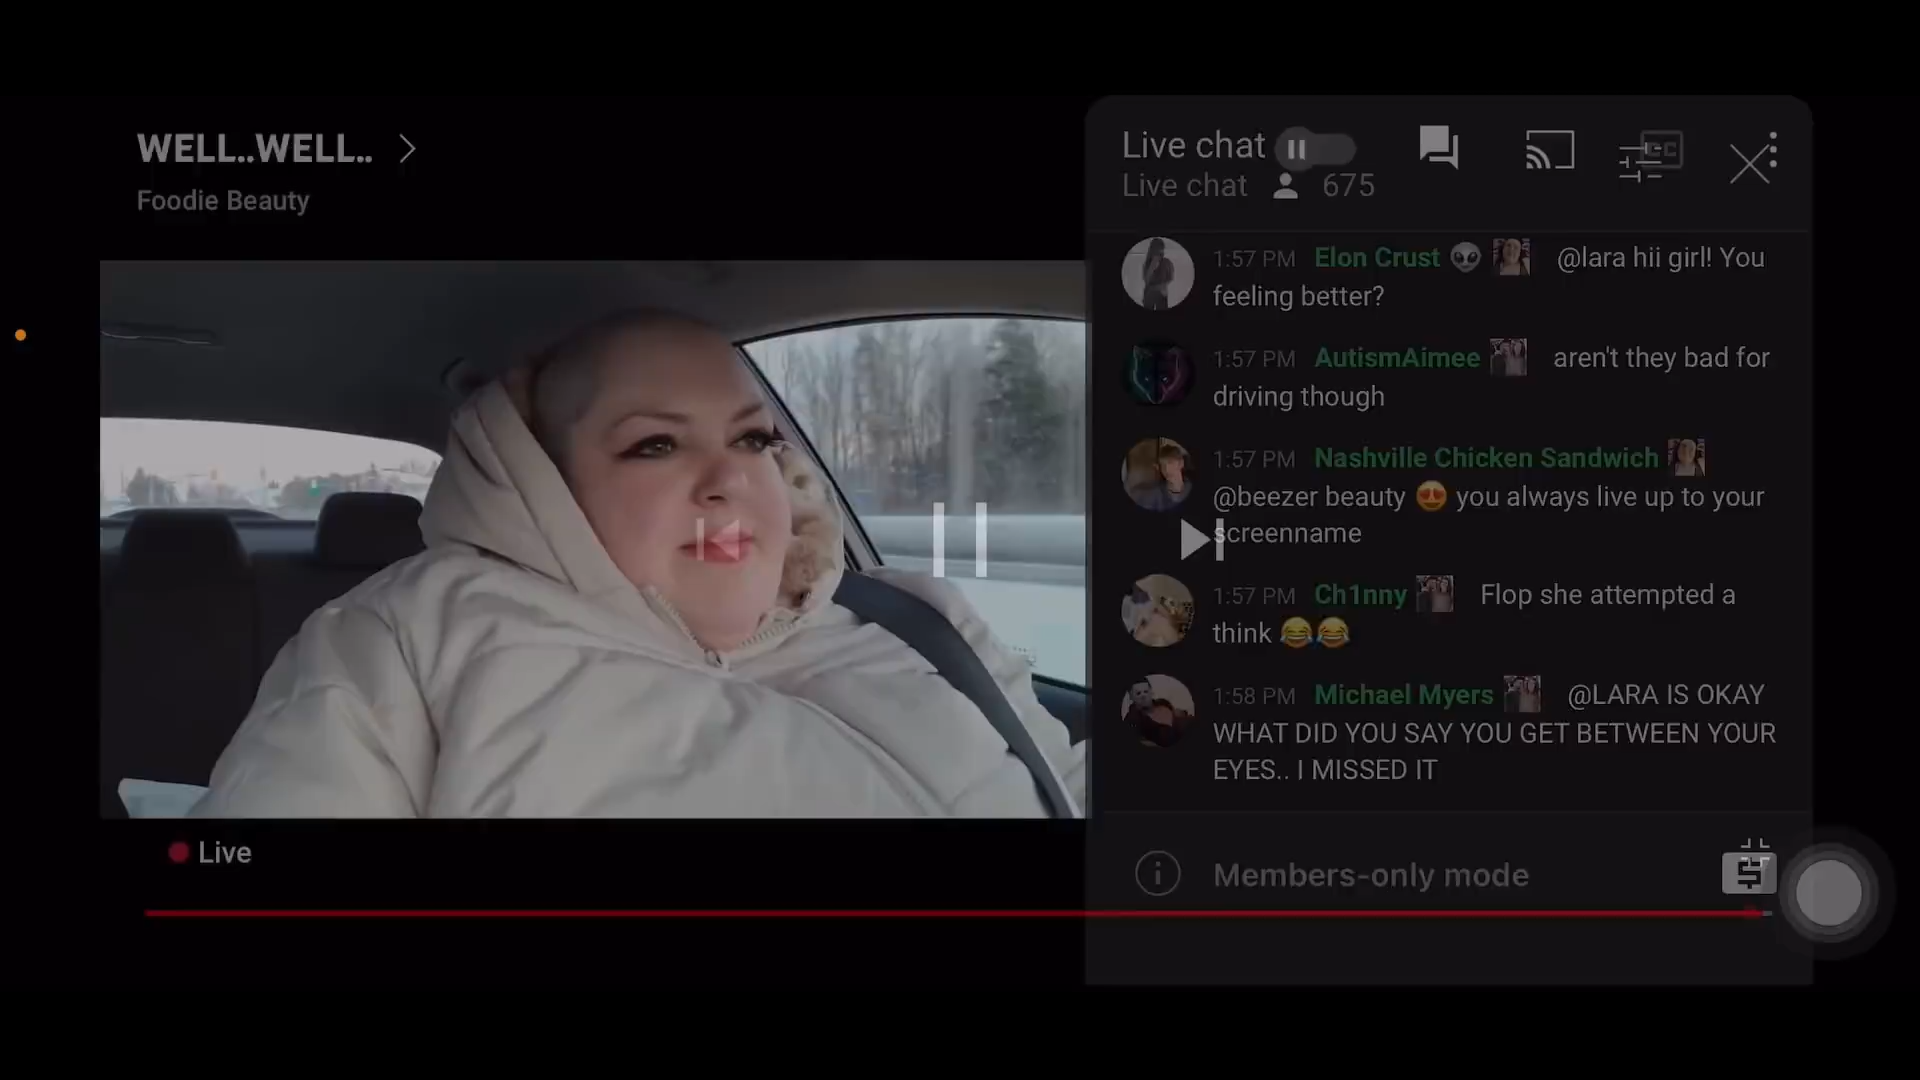 WELL..WELL..
Foodie Beauty
Live chat
Live chat 675
CC
1:57 PM Elon Crust 👽 @lara hii girl! You
feeling better?
1:57 PM AutismAimee aren't they bad for
driving though
1:57 PM Nashville Chicken Sandwich
@beezer beauty 😍 you always live up to your
screenname
1:57 PM Ch1nny Flop she attempted a
think 😂😂
1:58 PM Michael Myers @LARA IS OKAY
WHAT DID YOU SAY YOU GET BETWEEN YOUR
EYES.. I MISSED IT
Live
Members-only mode